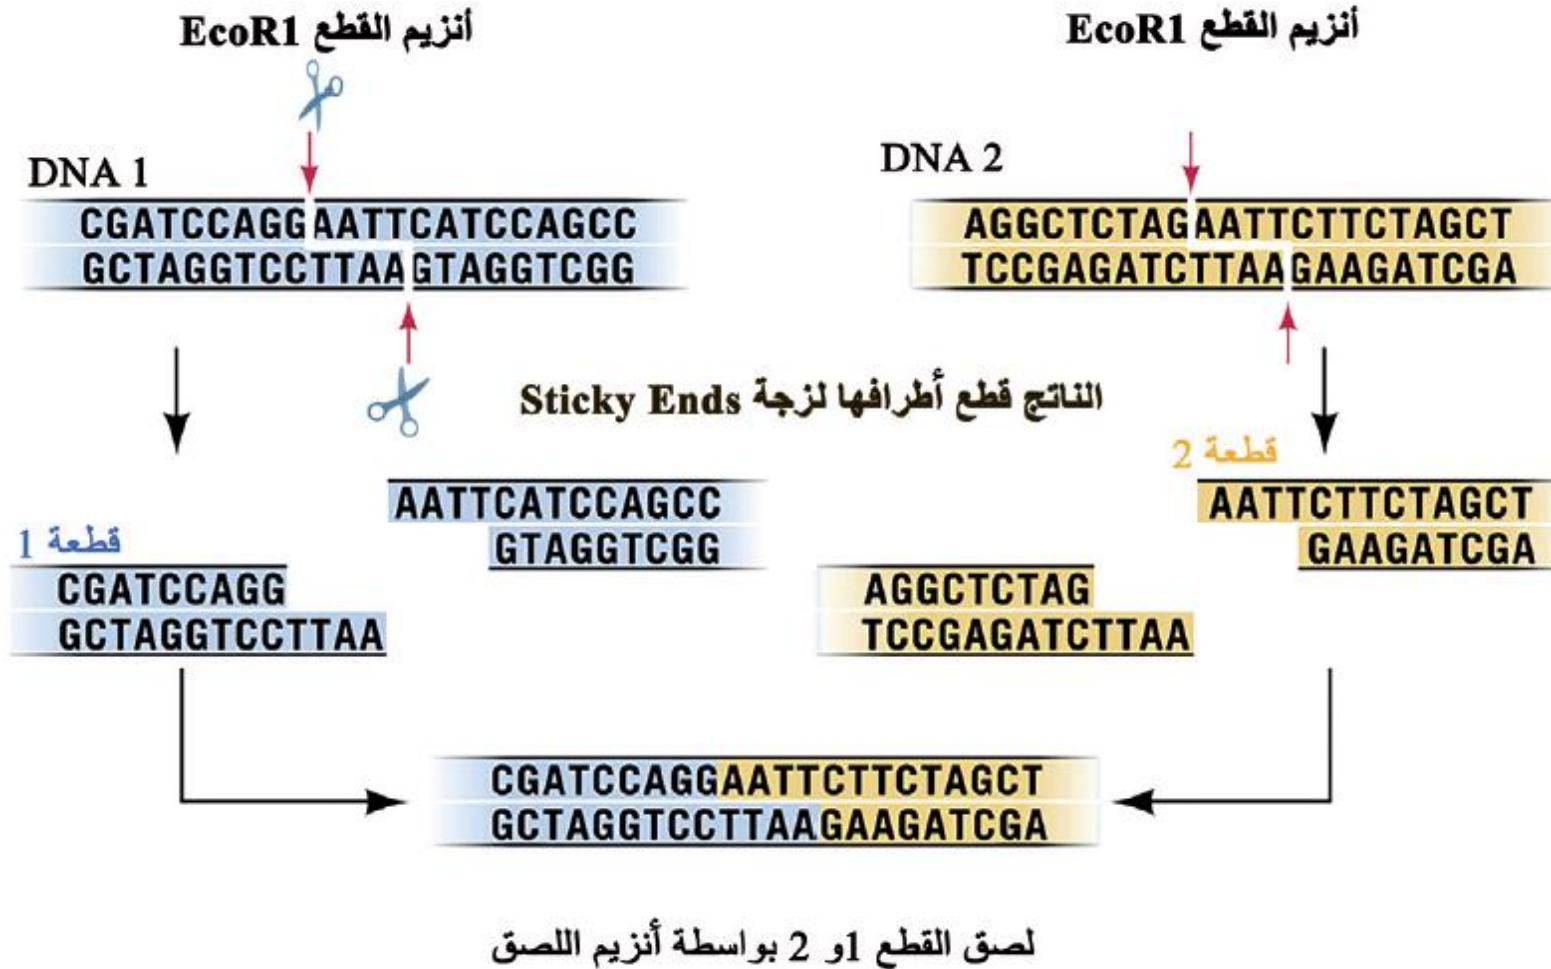 أنزيم القطع EcoR1
أنزيم القطع EcoR1
DNA 1
CGATCCAGGAATTCATCCAGCC
GCTAGGTCCTTAAGTAGGTCGG
DNA 2
AGGCTCTAGAATTCTTCTAGCT
TCCGAGATCTTAAGAAGATCGA
الناتج قطع أطرافها لزجة Sticky Ends
قطعة 1
CGATCCAGG
GCTAGGTCCTTAA
AATTCATCCAGCC
GTAGGTCGG
AGGCTCTAG
TCCGAGATCTTAA
قطعة 2
AATTCTTCTAGCT
GAAGATCGA
CGATCCAGGAATTCTTCTAGCT
GCTAGGTCCTTAAGAAGATCGA
لصق القطع 1و 2 بواسطة أنزيم اللصق